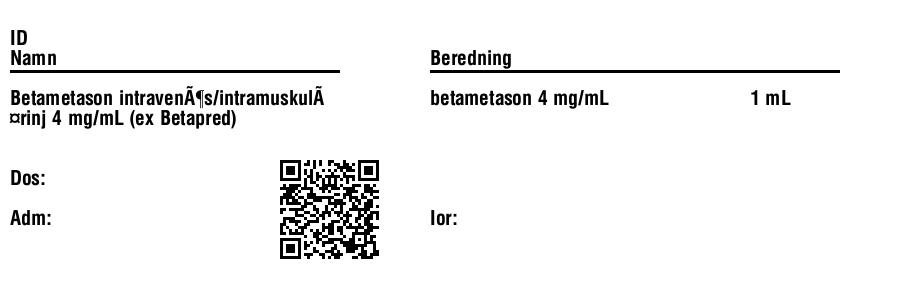 ID
Namn
Beredning
Betametason intravenÃ¶s/intramuskulÃ
¤rinj 4 mg/mL (ex Betapred)
betametason 4 mg/mL 1 mL
Dos:
Adm:
Ior: